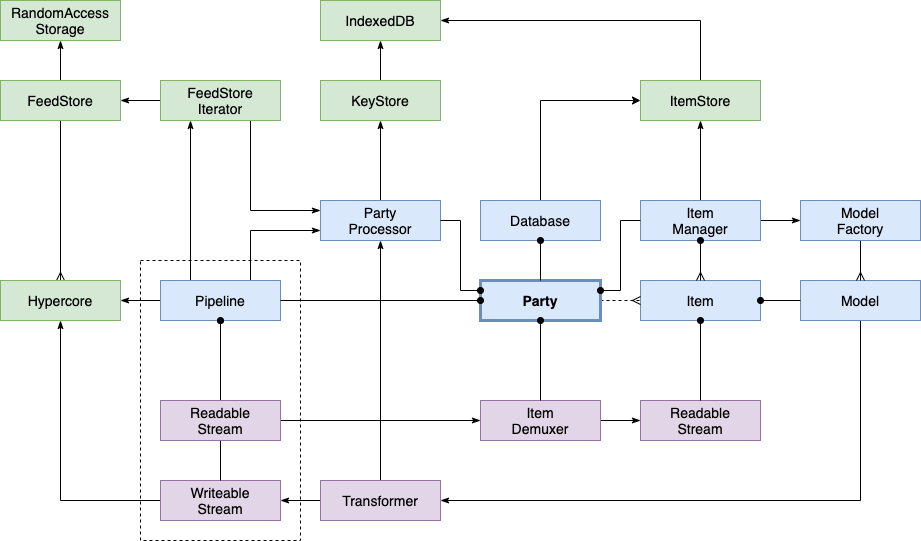 RandomAccess
Storage
IndexedDB
FeedStore
FeedStore
Iterator
KeyStore
ItemStore
Party
Processor
Database
Item
Manager
Model
Factory
Hypercore
Pipeline
Party
Item
Model
Readable
Stream
Item
Demuxer
Readable
Stream
Writeable
Stream
Transformer